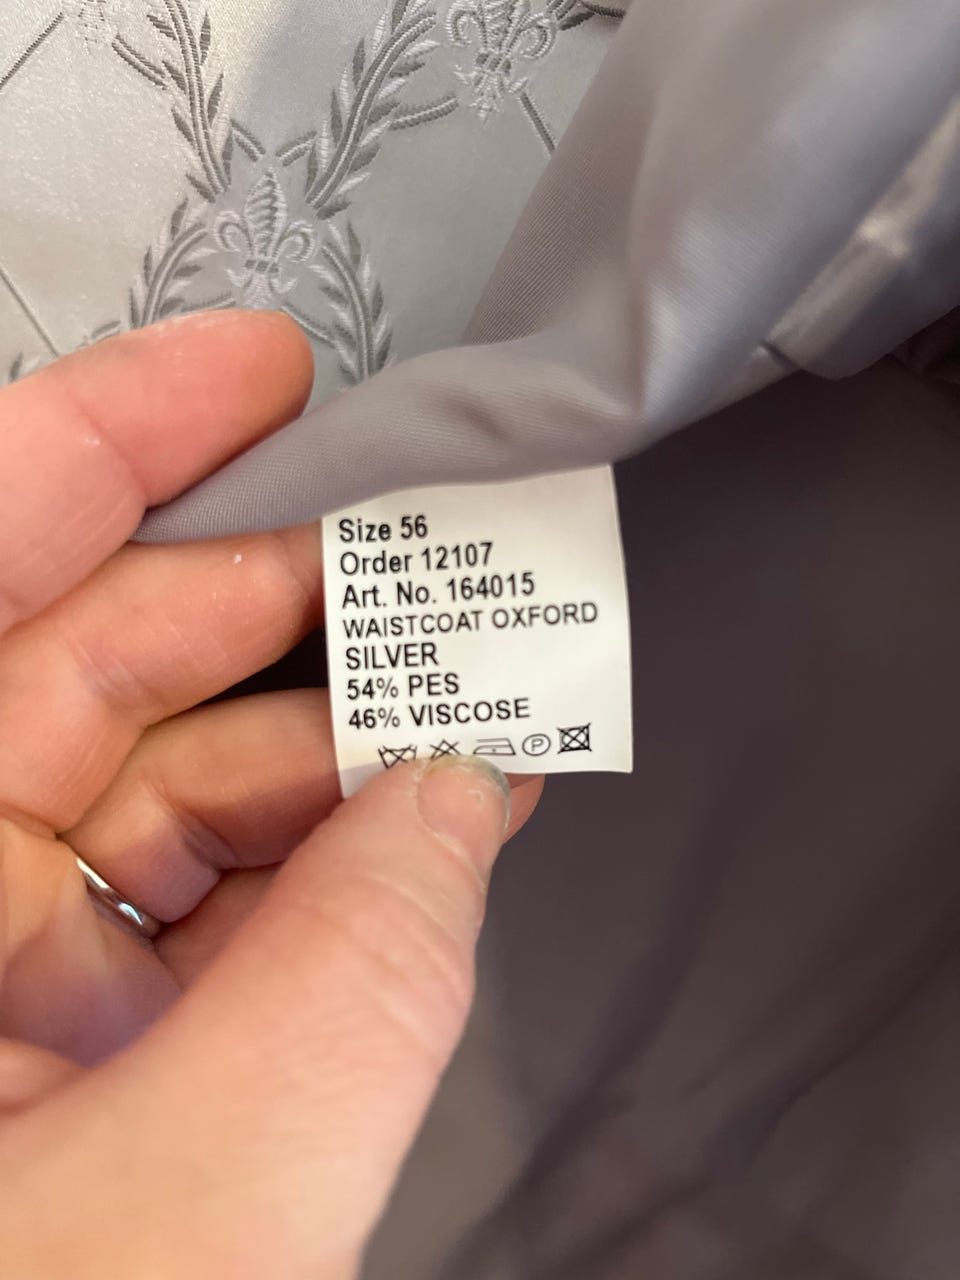 Size 56
Order 12107
Art. No. 164015
WAISTCOAT OXFORD
SILVER
54% PES
46% VISCOSE
P